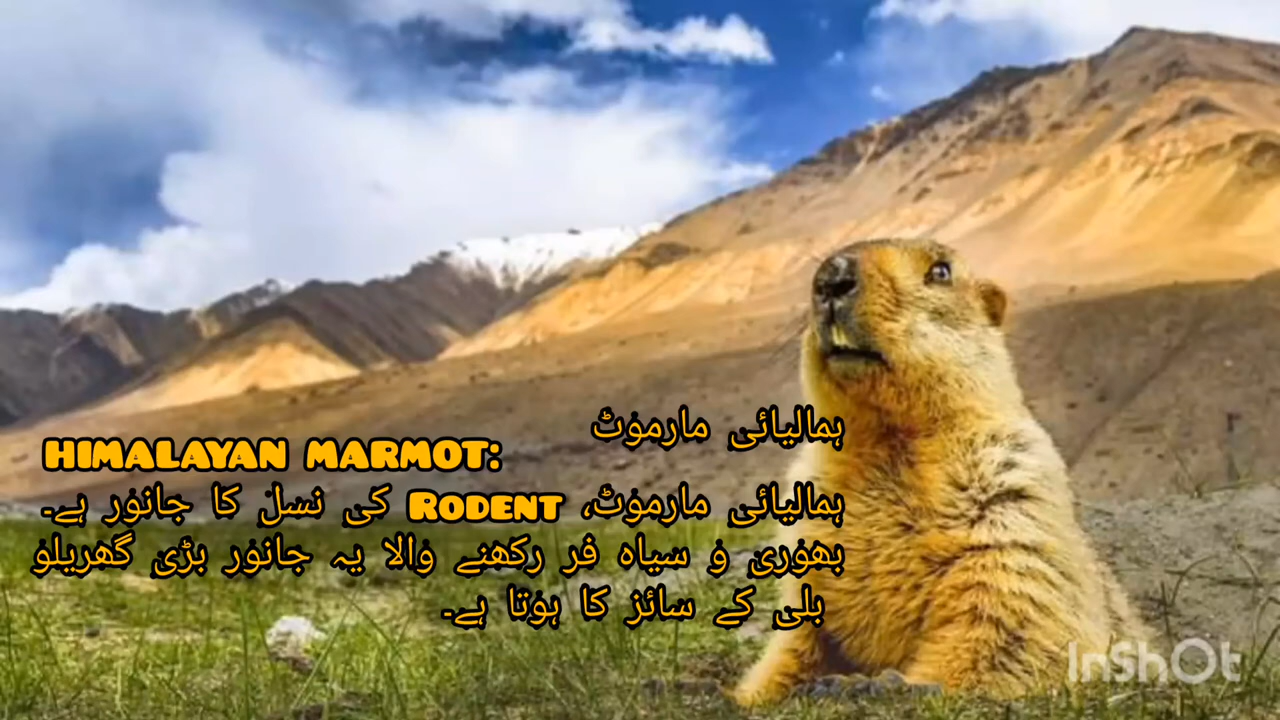 ہمالیائی مارموٹ
HIMALAYAN MARMOT:
ہمالیائی مارموٹ، RODENT کی نسل کا جانور ہے۔
بھوری و سیاہ فر رکھنے والا یہ جانور بڑی گھریلو
بلی کے سائز کا ہوتا ہے۔
InShOt